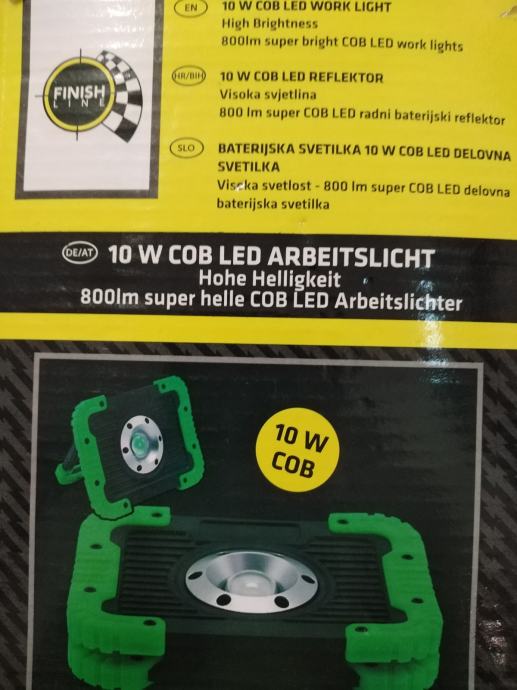 EN
10 W COB LED WORK LIGHT
High Brightness
800lm super bright COB LED work lights
FINISH
LINE
HR/BIH
10 W COB LED REFLEKTOR
Visoka svjetlina
800 lm super COB LED radni baterijski reflektor
SLO
BATERIJSKA SVETILKA 10 W COB LED DELOVNA
SVETILKA
Visoka svetlost - 800 lm super COB LED delovna
baterijska svetilka
DE/AT
10 W COB LED ARBEITSLICHT
Hohe Helligkeit
800lm super helle COB LED Arbeitslichter
10 W
COB